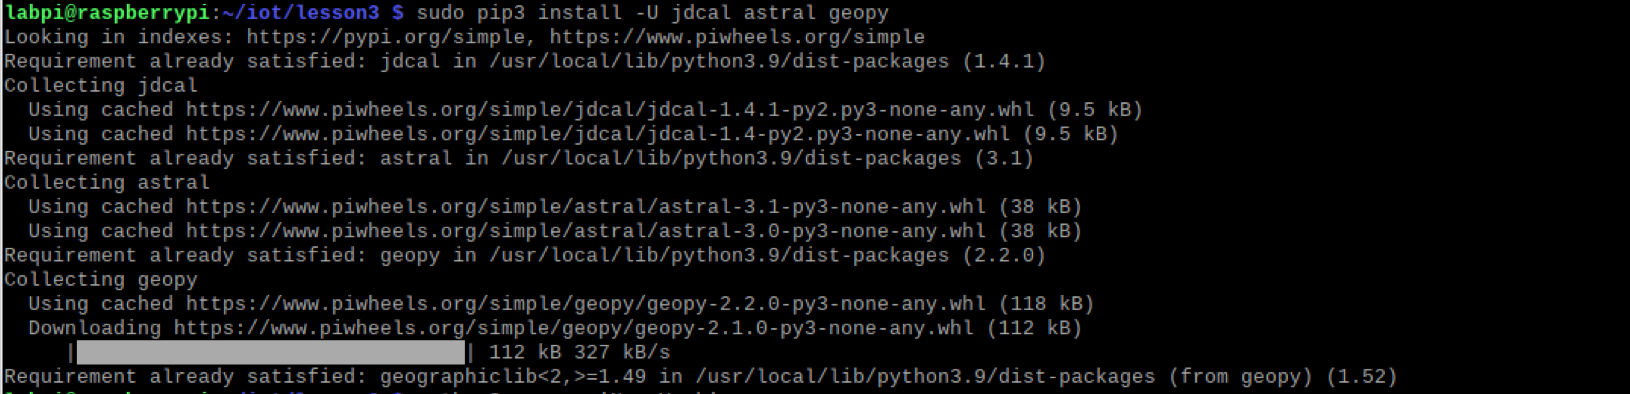 labpi@raspberrypi:~/iot/lesson3 $ sudo pip3 install -U jdcal astral geopy
Looking in indexes: https://pypi.org/simple, https://www.piwheels.org/simple
Requirement already satisfied: jdcal in /usr/local/lib/python3.9/dist-packages (1.4.1)
Collecting jdcal
  Using cached https://www.piwheels.org/simple/jdcal/jdcal-1.4.1-py2.py3-none-any.whl (9.5 kB)
  Using cached https://www.piwheels.org/simple/jdcal/jdcal-1.4-py2.py3-none-any.whl (9.5 kB)
Requirement already satisfied: astral in /usr/local/lib/python3.9/dist-packages (3.1)
Collecting astral
  Using cached https://www.piwheels.org/simple/astral/astral-3.1-py3-none-any.whl (38 kB)
  Using cached https://www.piwheels.org/simple/astral/astral-3.0-py3-none-any.whl (38 kB)
Requirement already satisfied: geopy in /usr/local/lib/python3.9/dist-packages (2.2.0)
Collecting geopy
  Using cached https://www.piwheels.org/simple/geopy/geopy-2.2.0-py3-none-any.whl (118 kB)
  Downloading https://www.piwheels.org/simple/geopy/geopy-2.1.0-py3-none-any.whl (112 kB)
     | | 112 kB 327 kB/s
Requirement already satisfied: geographiclib<2,>=1.49 in /usr/local/lib/python3.9/dist-packages (from geopy) (1.52)